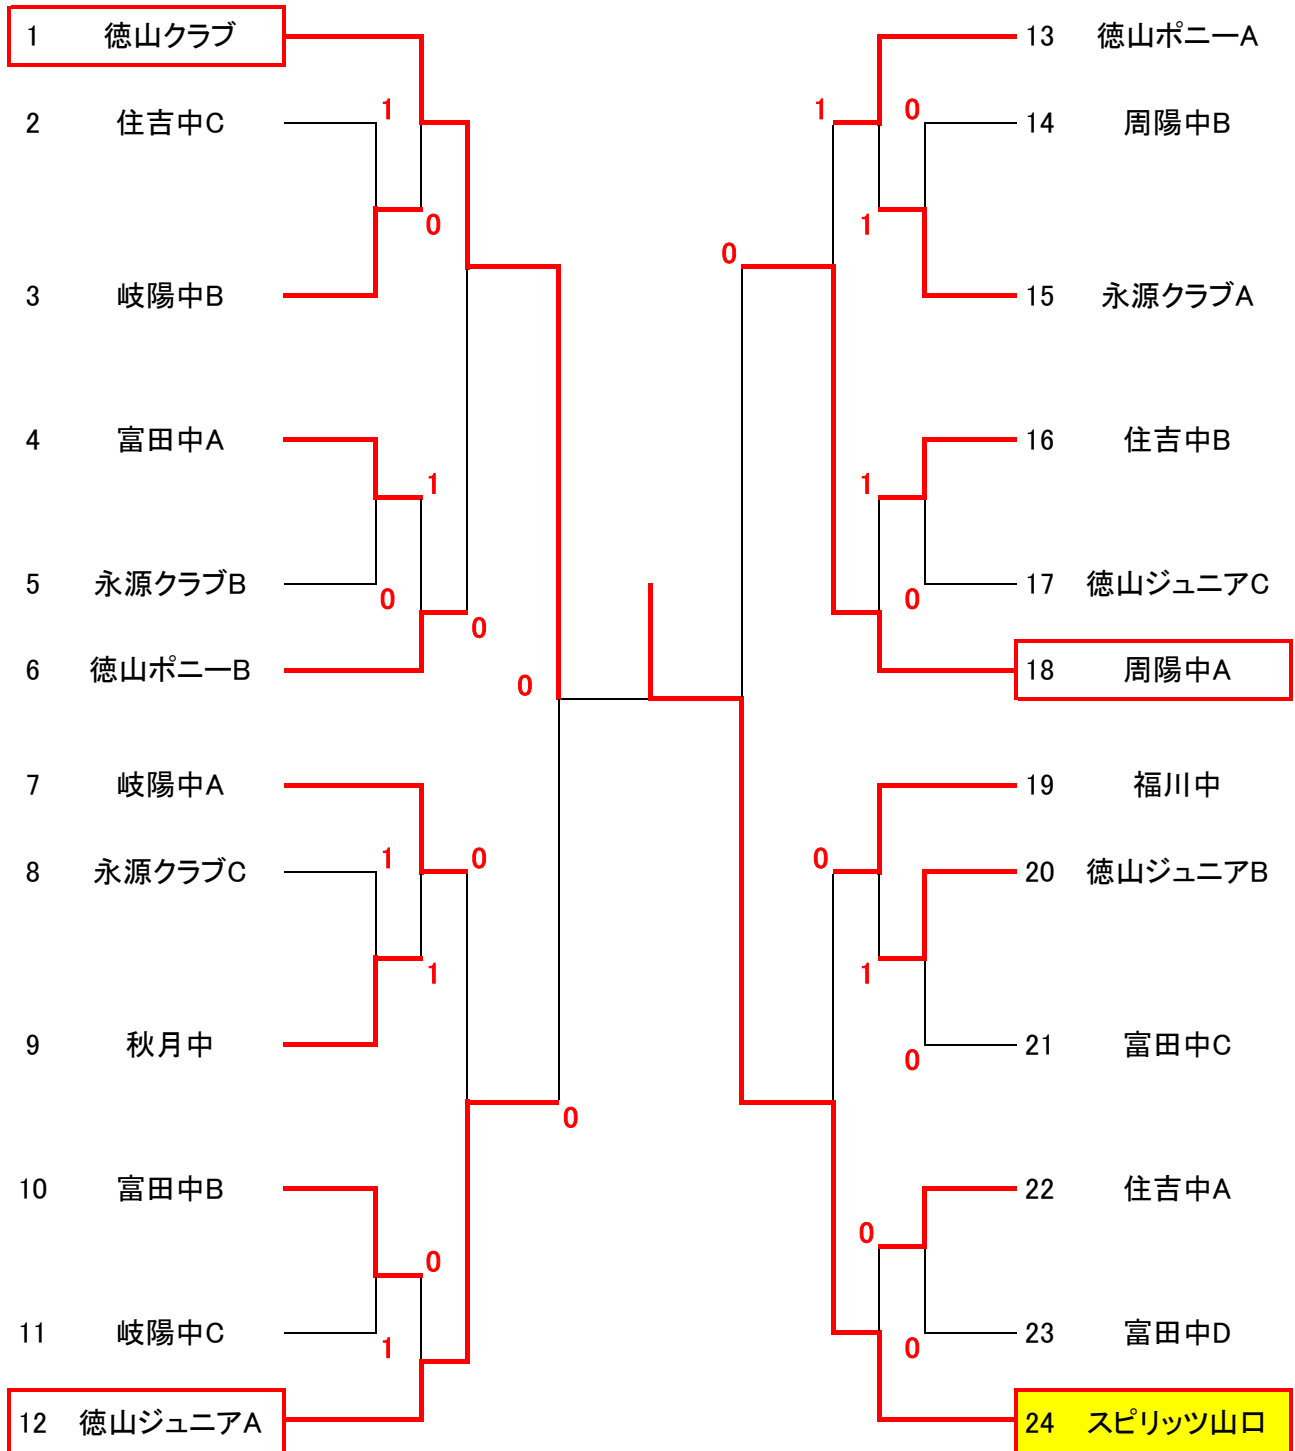 1 徳山クラブ
2 住吉中C
1
0
3 岐陽中B
4 富田中A
1
5 永源クラブB
0
0
6 徳山ポニーB
0
7 岐陽中A
8 永源クラブC
1
0
1
9 秋月中
0
10 富田中B
0
11 岐陽中C
1
12 徳山ジュニアA
13 徳山ポニーA
1
0
14 周陽中B
1
0
15 永源クラブA
16 住吉中B
1
17 徳山ジュニアC
0
18 周陽中A
19 福川中
0
20 徳山ジュニアB
1
21 富田中C
0
22 住吉中A
0
23 富田中D
0
24 スピリッツ山口